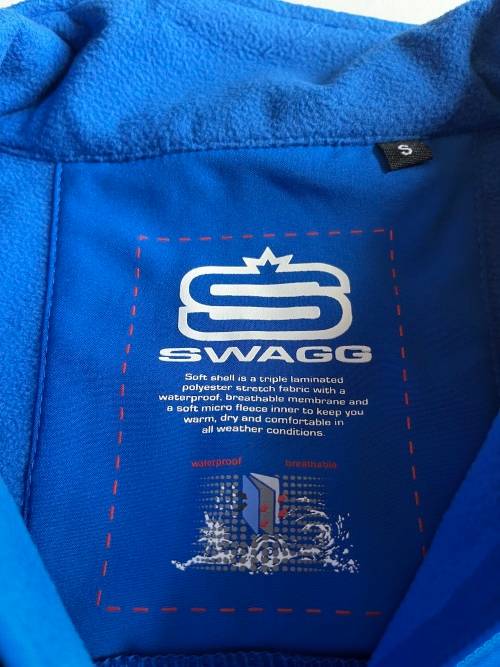 S
SWAGG
Soft shell is a triple laminated
polyester stretch fabric with a
waterproof, breathable membrane and
a soft micro fleece inner to keep you
warm, dry and comfortable in
all weather conditions.
waterproof breathable